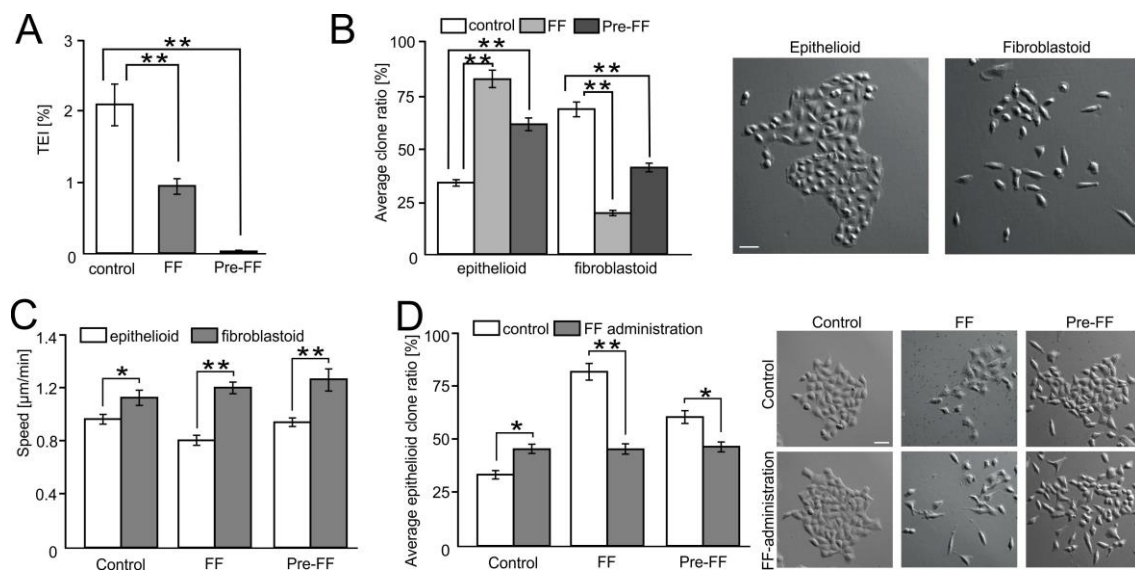 A
3
2
1
0
TEI [%]
**
**
control
FF
Pre-FF
B
control
FF
Pre-FF
100
75
50
25
Average clone ratio [%]
**
**
**
**
epithelioid
fibroblastoid
Epithelioid
Fibroblastoid
C
epithelioid
fibroblastoid
1.4
1.2
0.8
0.4
0
Speed [µm/min]
*
**
**
Control
FF
Pre-FF
D
control
FF administration
100
75
50
25
0
Average epithelioid clone ratio [%]
*
**
*
Control
FF
Pre-FF
Control
FF
Pre-FF
Control
FF-administration